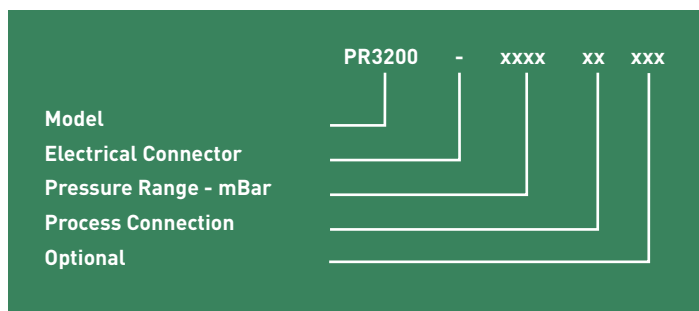 PR3200 - xxxx xx xxx
Model
Electrical Connector
Pressure Range - mBar
Process Connection
Optional